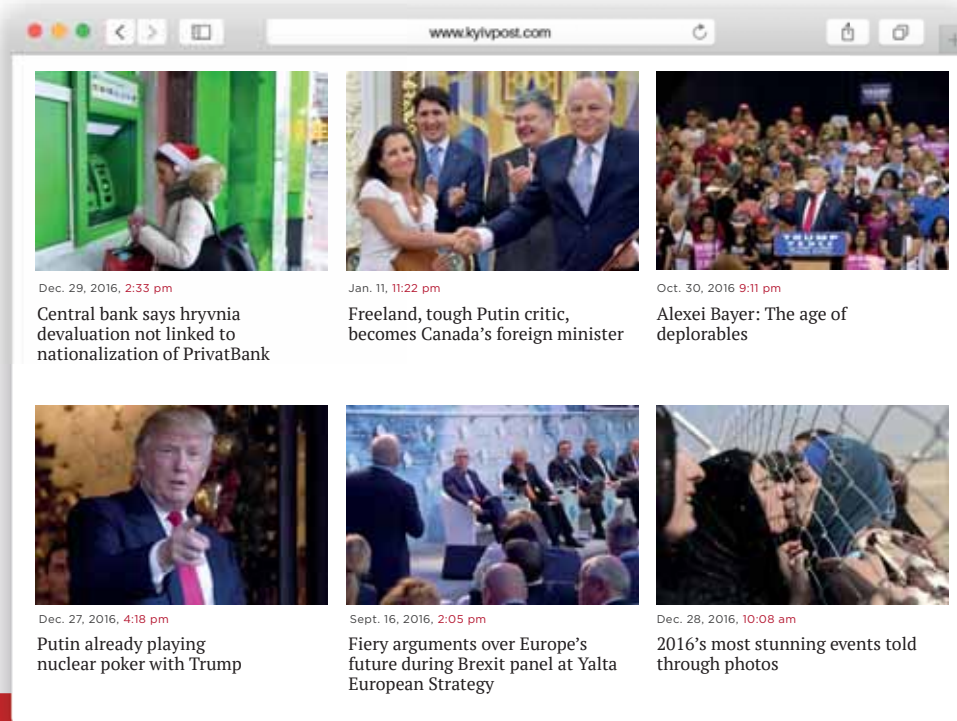 www.kyivpost.com
TRUMP
TRUMP
PENCE
Dec. 29, 2016, 2:33 pm
Central bank says hryvnia
devaluation not linked to
nationalization of PrivatBank
Jan. 11, 11:22 pm
Freeland, tough Putin critic,
becomes Canada’s foreign minister
Oct. 30, 2016 9:11 pm
Alexei Bayer: The age of
deplorables
Dec. 27, 2016, 4:18 pm
Putin already playing
nuclear poker with Trump
Sept. 16, 2016, 2:05 pm
Fiery arguments over Europe’s
future during Brexit panel at Yalta
European Strategy
Dec. 28, 2016, 10:08 am
2016’s most stunning events told
through photos